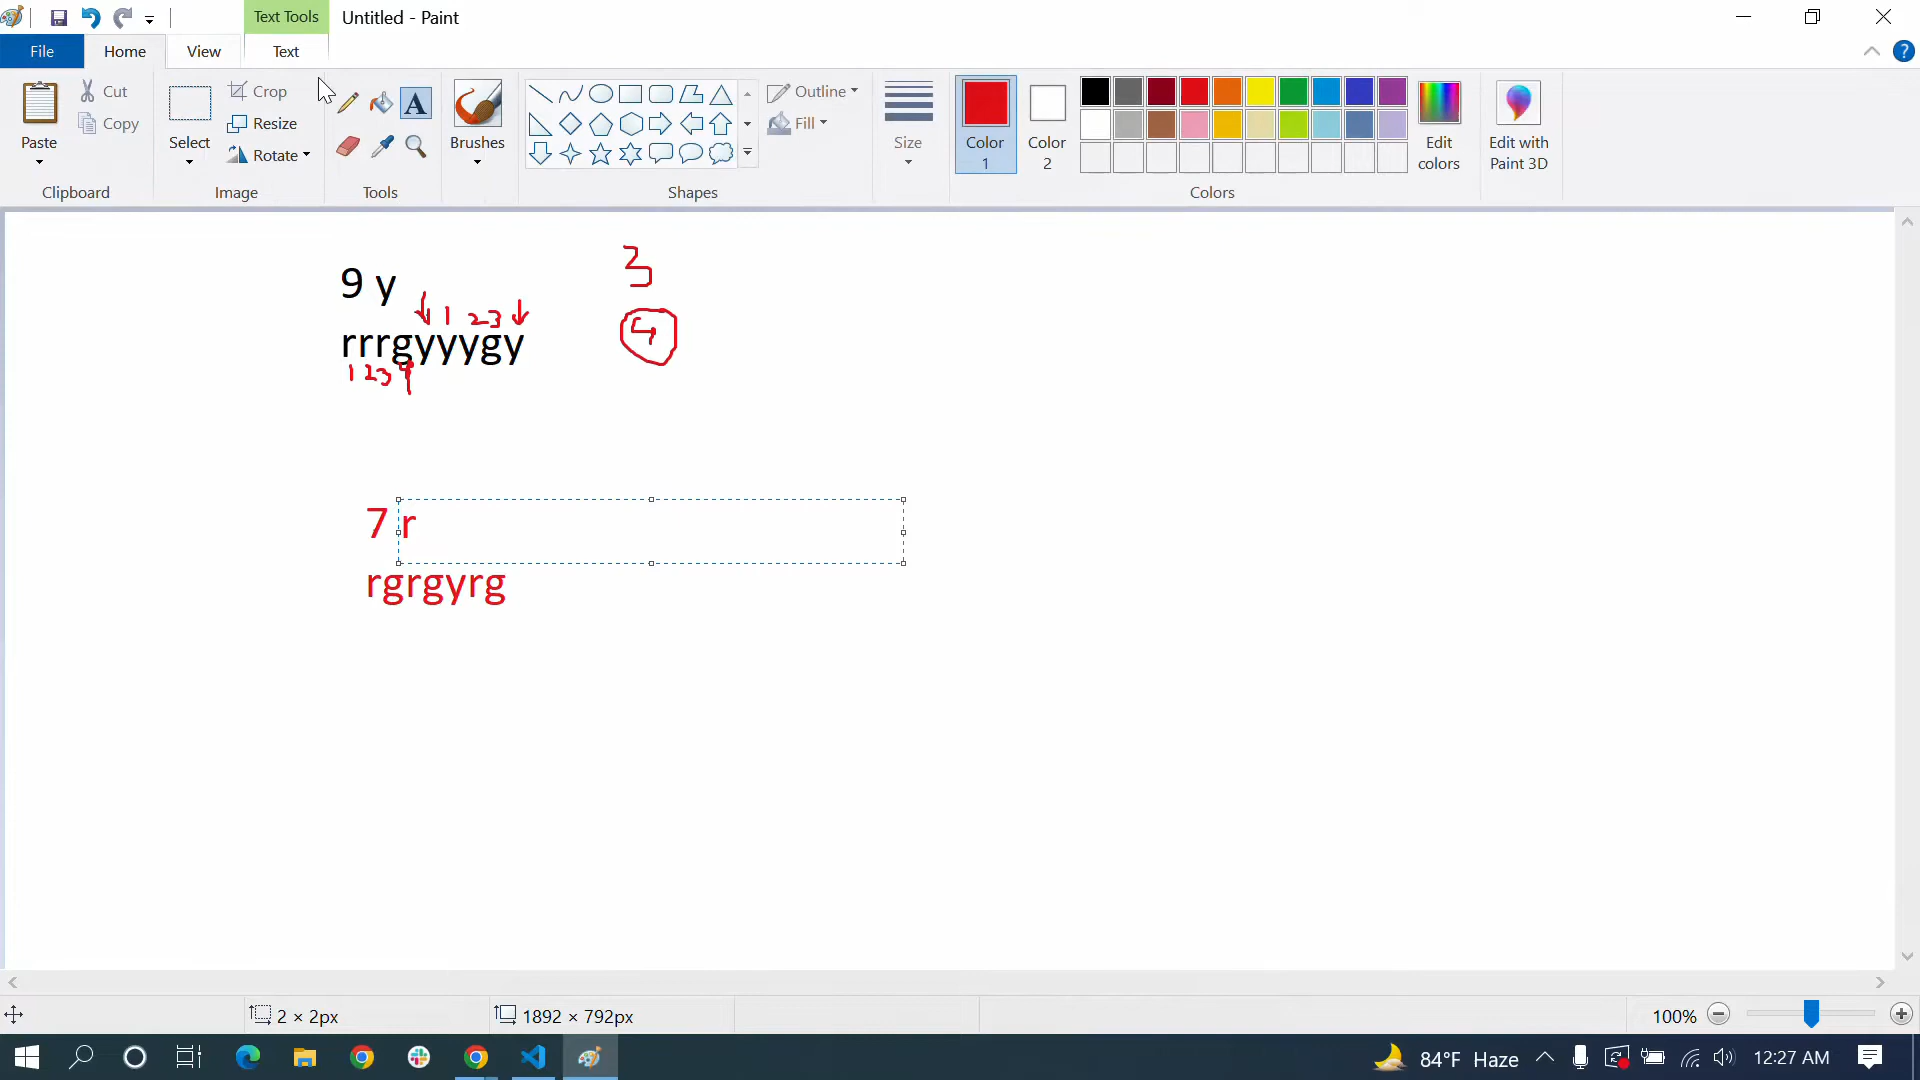 Text Tools
Untitled - Paint
File
Home
View
Text
Paste
Cut
Copy
Clipboard
Select
Crop
Resize
Rotate
Image
A
Tools
Brushes
Shapes
Outline
Fill
Size
Color 1
Color 2
Edit colors
Colors
Edit with Paint 3D
9 y
3
1 2 3
rrrgyyygy
4
1 2 3 4
7 r
rgrgyrg
2 × 2px
1892 × 792px
100%
84°F Haze
12:27 AM